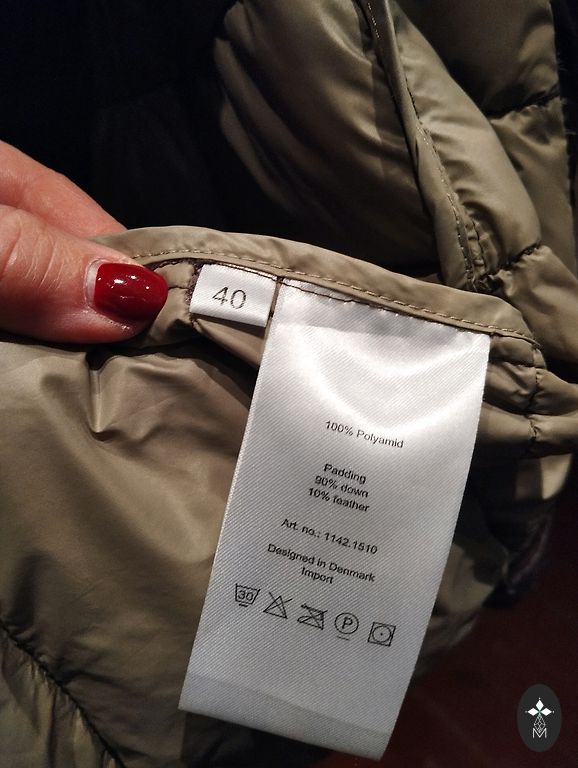 40
100% Polyamid
Padding
90% down
10% feather
Art. no.: 1142.1510
Designed in Denmark
Import
30
P
M